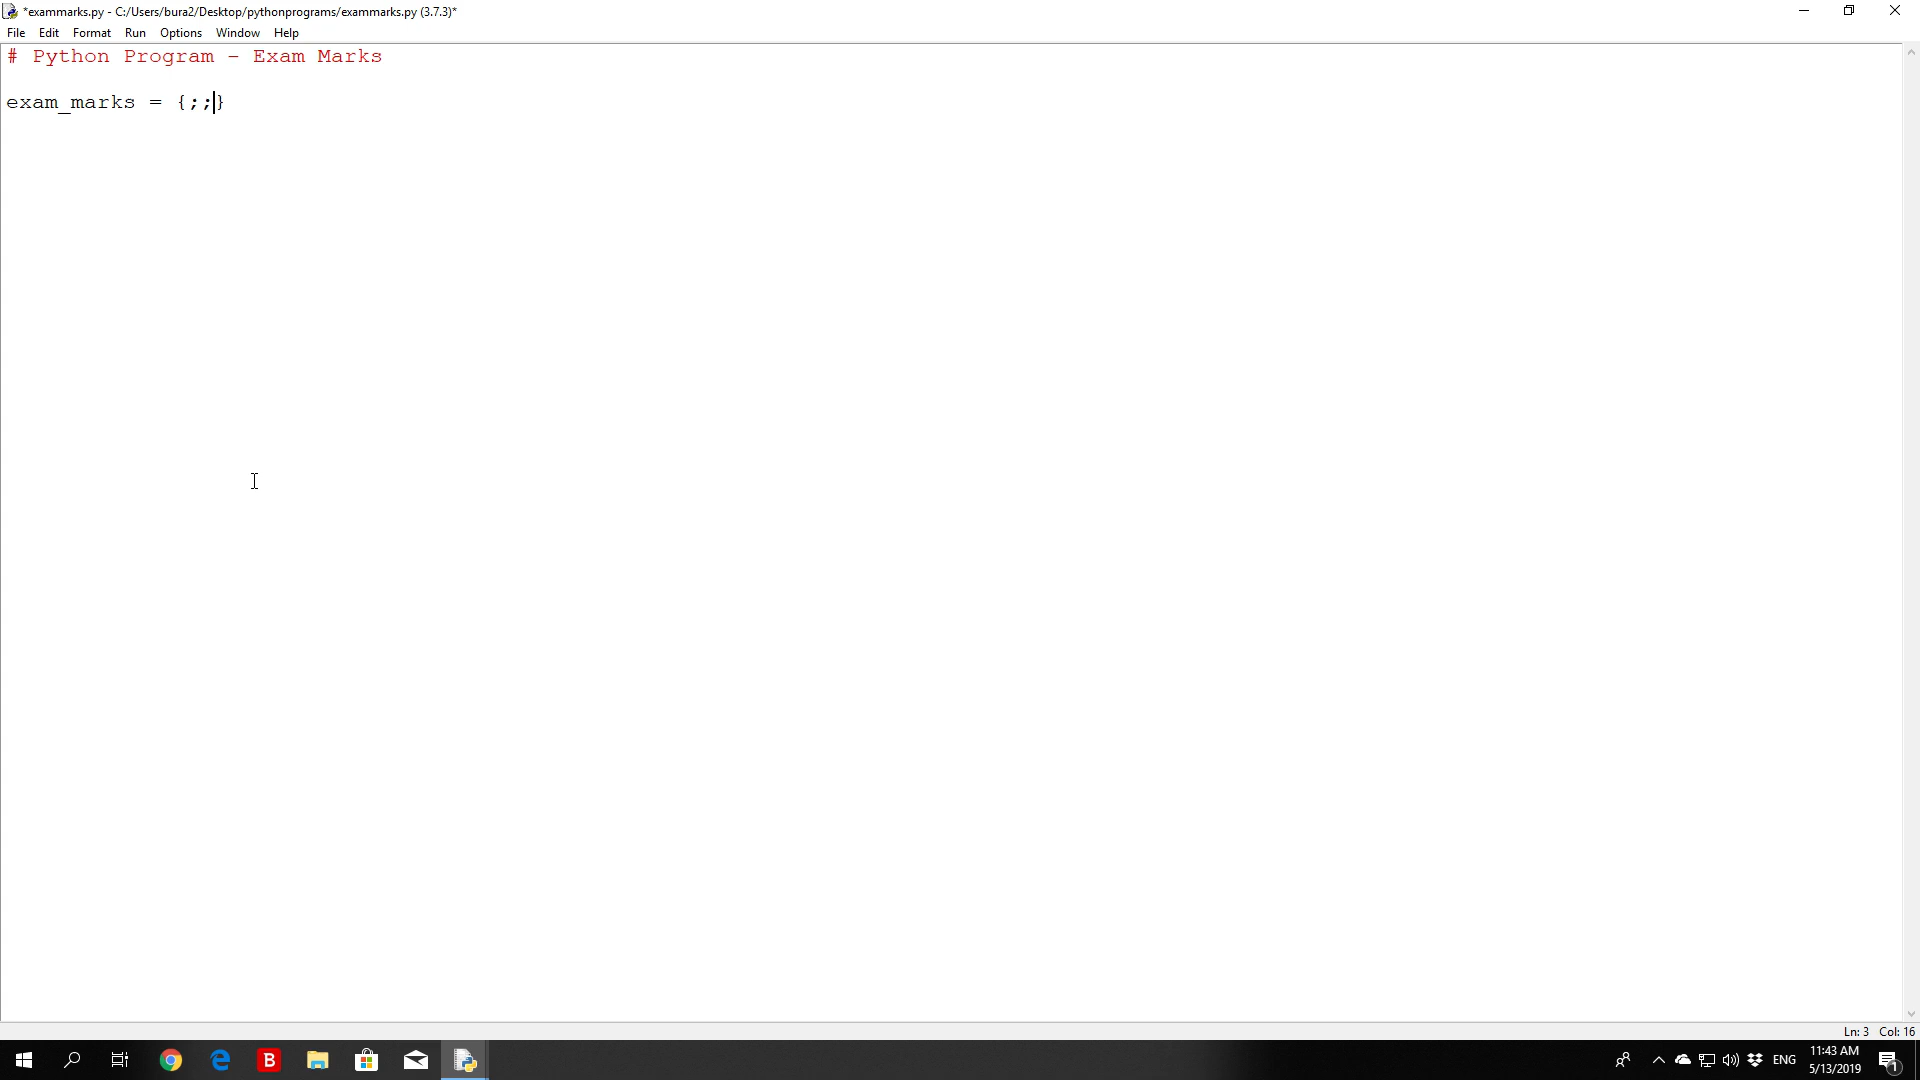 *exammarks.py - C:/Users/bura2/Desktop/pythonprograms/exammarks.py (3.7.3)*
File Edit Format Run Options Window Help
# Python Program - Exam Marks
exam_marks = {;;}
Ln: 3 Col: 16
B
ENG
11:43 AM
5/13/2019
1